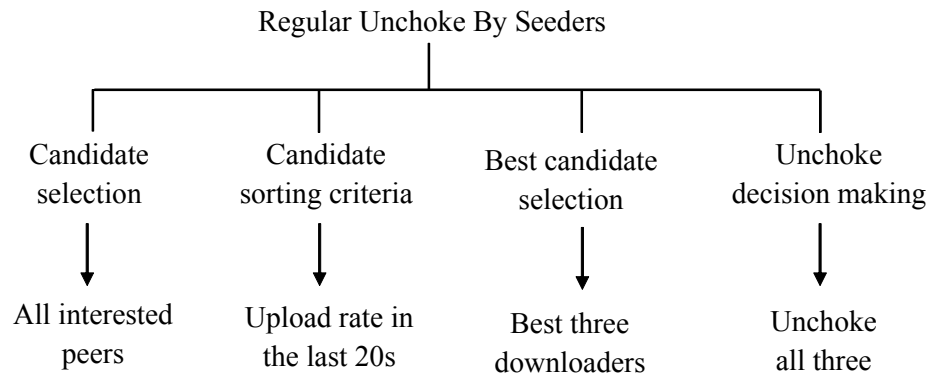 Regular Unchoke By Seeders
Candidate
selection
Candidate
sorting criteria
Best candidate
selection
Unchoke
decision making
All interested
peers
Upload rate in
the last 20s
Best three
downloaders
Unchoke
all three